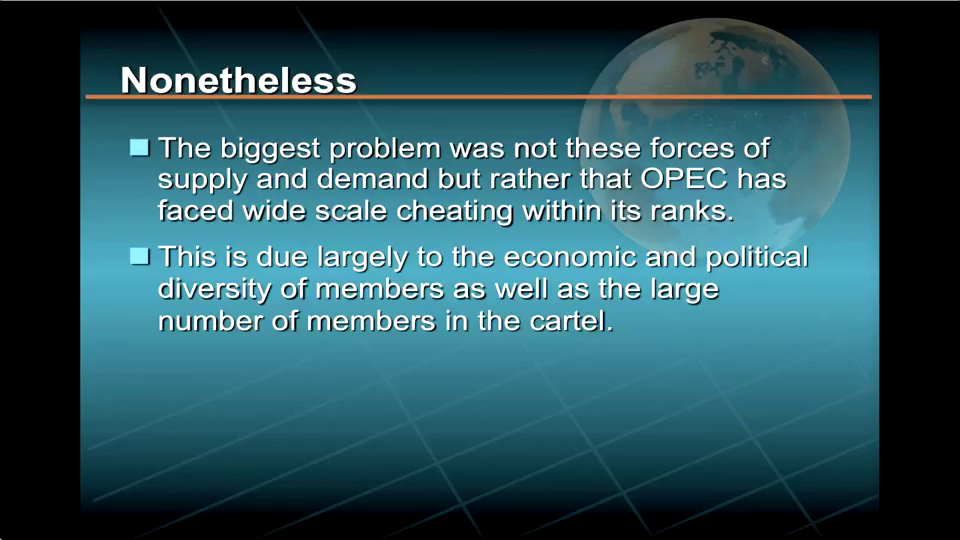 Nonetheless
The biggest problem was not these forces of
supply and demand but rather that OPEC has
faced wide scale cheating within its ranks.
This is due largely to the economic and political
diversity of members as well as the large
number of members in the cartel.